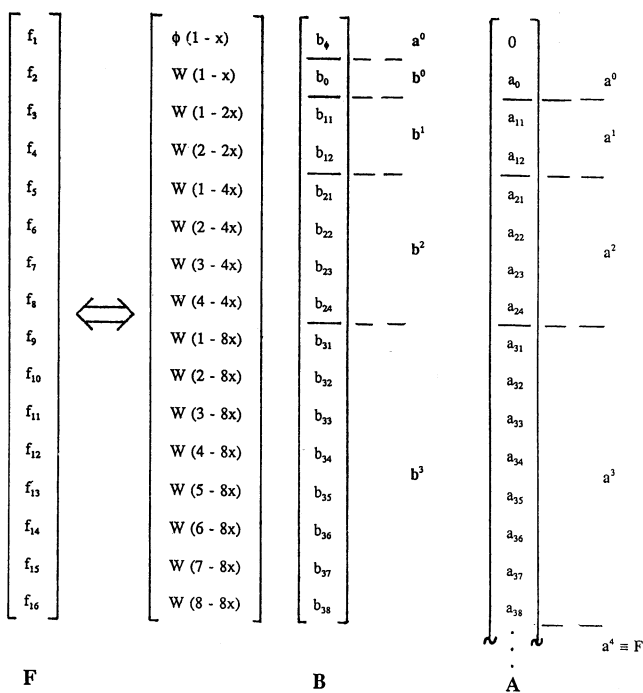 f₁ ϕ (1 - x) b_ϕ a⁰ 0
f₂ W (1 - x) b₀ b⁰ a₀ a⁰
f₃ W (1 - 2x) b₁₁ a₁₁
b¹ a¹
f₄ W (2 - 2x) b₁₂ a₁₂
f₅ W (1 - 4x) b₂₁ a₂₁
f₆ W (2 - 4x) b₂₂ a₂₂
b² a²
f₇ W (3 - 4x) b₂₃ a₂₃
f₈ W (4 - 4x) b₂₄ a₂₄
f₉ W (1 - 8x) b₃₁ a₃₁
f₁₀ W (2 - 8x) b₃₂ a₃₂
f₁₁ W (3 - 8x) b₃₃ a₃₃
f₁₂ W (4 - 8x) b₃₄ a₃₄
b³ a³
f₁₃ W (5 - 8x) b₃₅ a₃₅
f₁₄ W (6 - 8x) b₃₆ a₃₆
f₁₅ W (7 - 8x) b₃₇ a₃₇
f₁₆ W (8 - 8x) b₃₈ a₃₈
a⁴ ≡ F
F B A